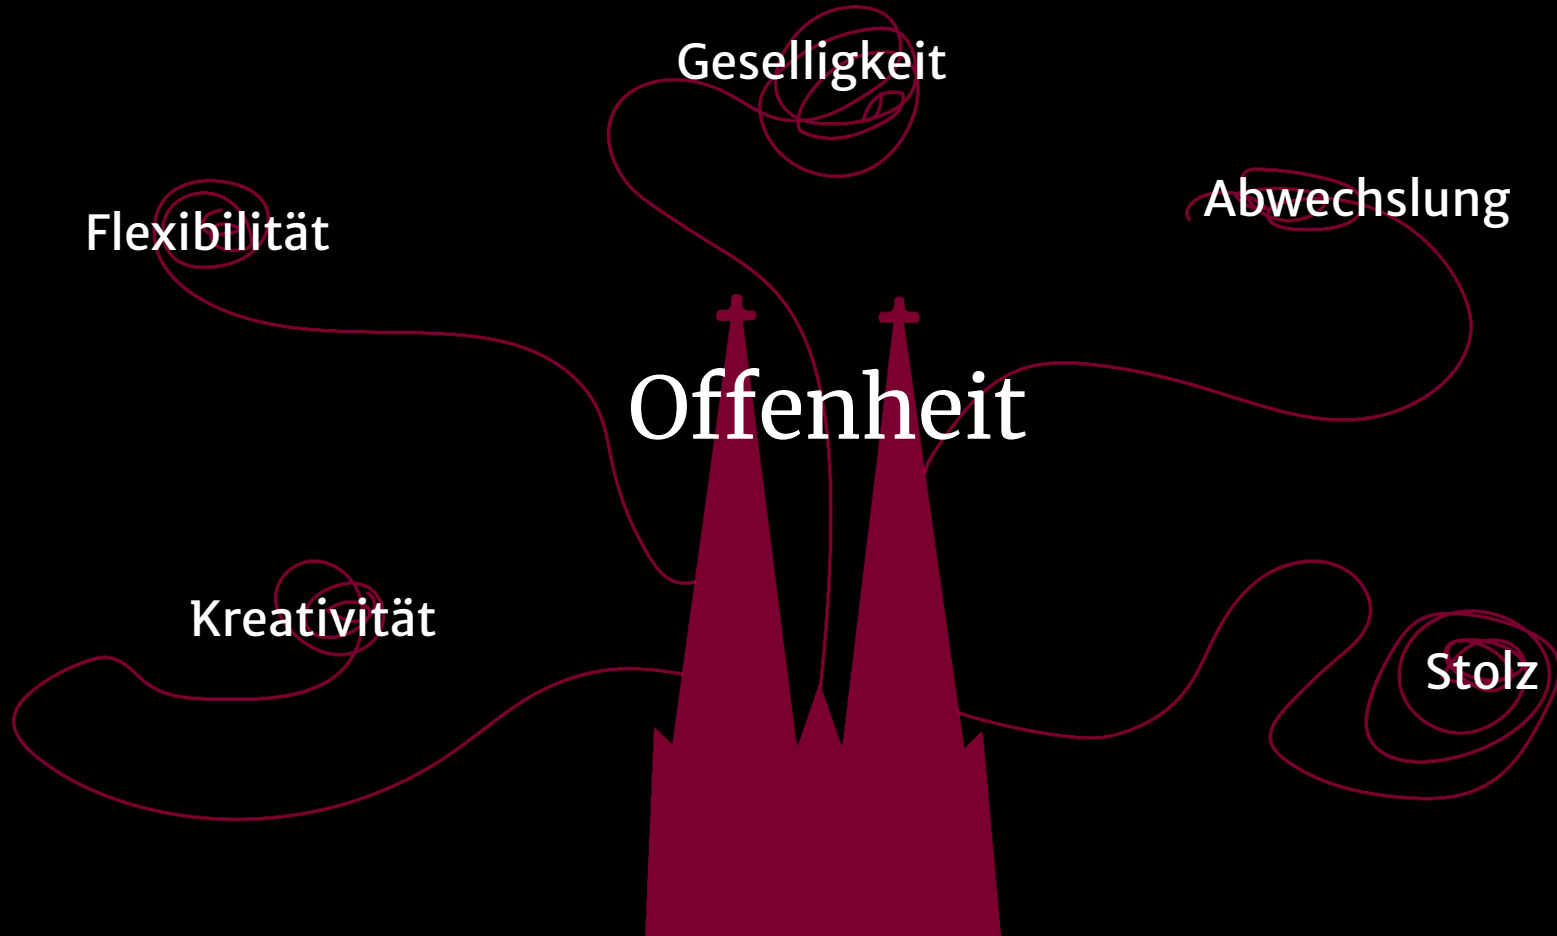 Geselligkeit
Abwechslung
Flexibilität
Offenheit
Kreativität
Stolz